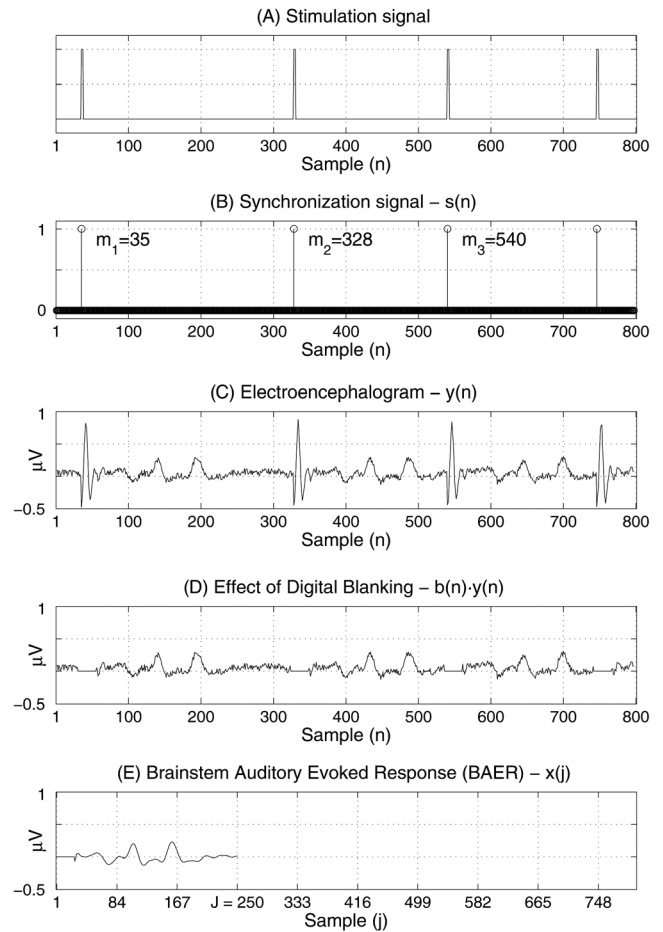 (A) Stimulation signal
1 100 200 300 400 500 600 700 800
Sample (n)
(B) Synchronization signal − s(n)
1
m1=35 m2=328 m3=540
0
1 100 200 300 400 500 600 700 800
Sample (n)
(C) Electroencephalogram − y(n)
1
μV
−0.5
1 100 200 300 400 500 600 700 800
Sample (n)
(D) Effect of Digital Blanking − b(n)·y(n)
1
μV
−0.5
1 100 200 300 400 500 600 700 800
Sample (n)
(E) Brainstem Auditory Evoked Response (BAER) − x(j)
1
μV
−0.5
1 84 167 J = 250 333 416 499 582 665 748
Sample (j)